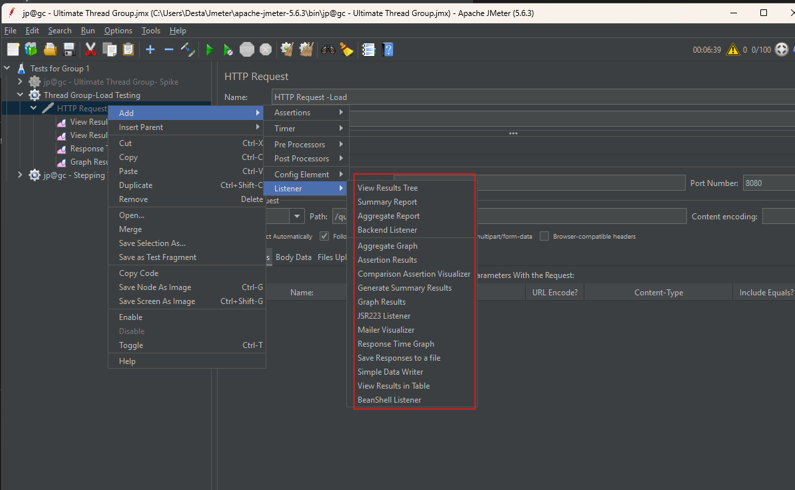 jp@gc - Ultimate Thread Group.jmx (C:\Users\Desta\Jmeter\apache-jmeter-5.6.3\bin\jp@gc - Ultimate Thread Group.jmx) - Apache JMeter (5.6.3)
File Edit Search Run Options Tools Help
00:06:39 0 0/100
Tests for Group 1
jp@gc - Ultimate Thread Group- Spike
Thread Group-Load Testing
HTTP Request
View Resul
View Resul
Response
Graph Resu
jp@gc - Stepping
Add
Insert Parent
Cut Ctrl-X
Copy Ctrl-C
Paste Ctrl-V
Duplicate Ctrl+Shift-C
Remove Delete
Open...
Merge
Save Selection As...
Save as Test Fragment
Copy Code
Save Node As Image Ctrl-G
Save Screen As Image Ctrl+Shift-G
Enable
Disable
Toggle Ctrl-T
Help
Assertions
Timer
Pre Processors
Post Processors
Config Element
Listener
View Results Tree
Summary Report
Aggregate Report
Backend Listener
Aggregate Graph
Assertion Results
Comparison Assertion Visualizer
Generate Summary Results
Graph Results
JSR223 Listener
Mailer Visualizer
Response Time Graph
Save Responses to a file
Simple Data Writer
View Results in Table
BeanShell Listener
HTTP Request
Name: HTTP Request -Load
Port Number: 8080
quest
Path: /qu Content encoding:
ct Automatically Follo multipart/form-data Browser-compatible headers
s Body Data Files Upl
arameters With the Request:
Name: URL Encode? Content-Type Include Equals?